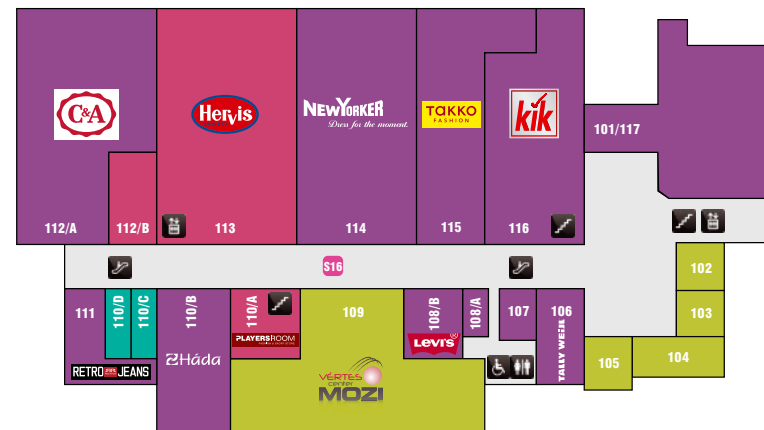 C&A
Hervis
NEWYORKER
Dress for the moment.
TAKKO
FASHION
kik
101/117
112/A
112/B
113
114
115
116
S16
102
103
104
105
111
110/D
110/C
110/B
110/A
109
108/B
108/A
107
106
TALLY WEiJL
PLAYERSROOM
LEVI'S
RETRO JEANS
Háda
VÉRTES
center
MOZI